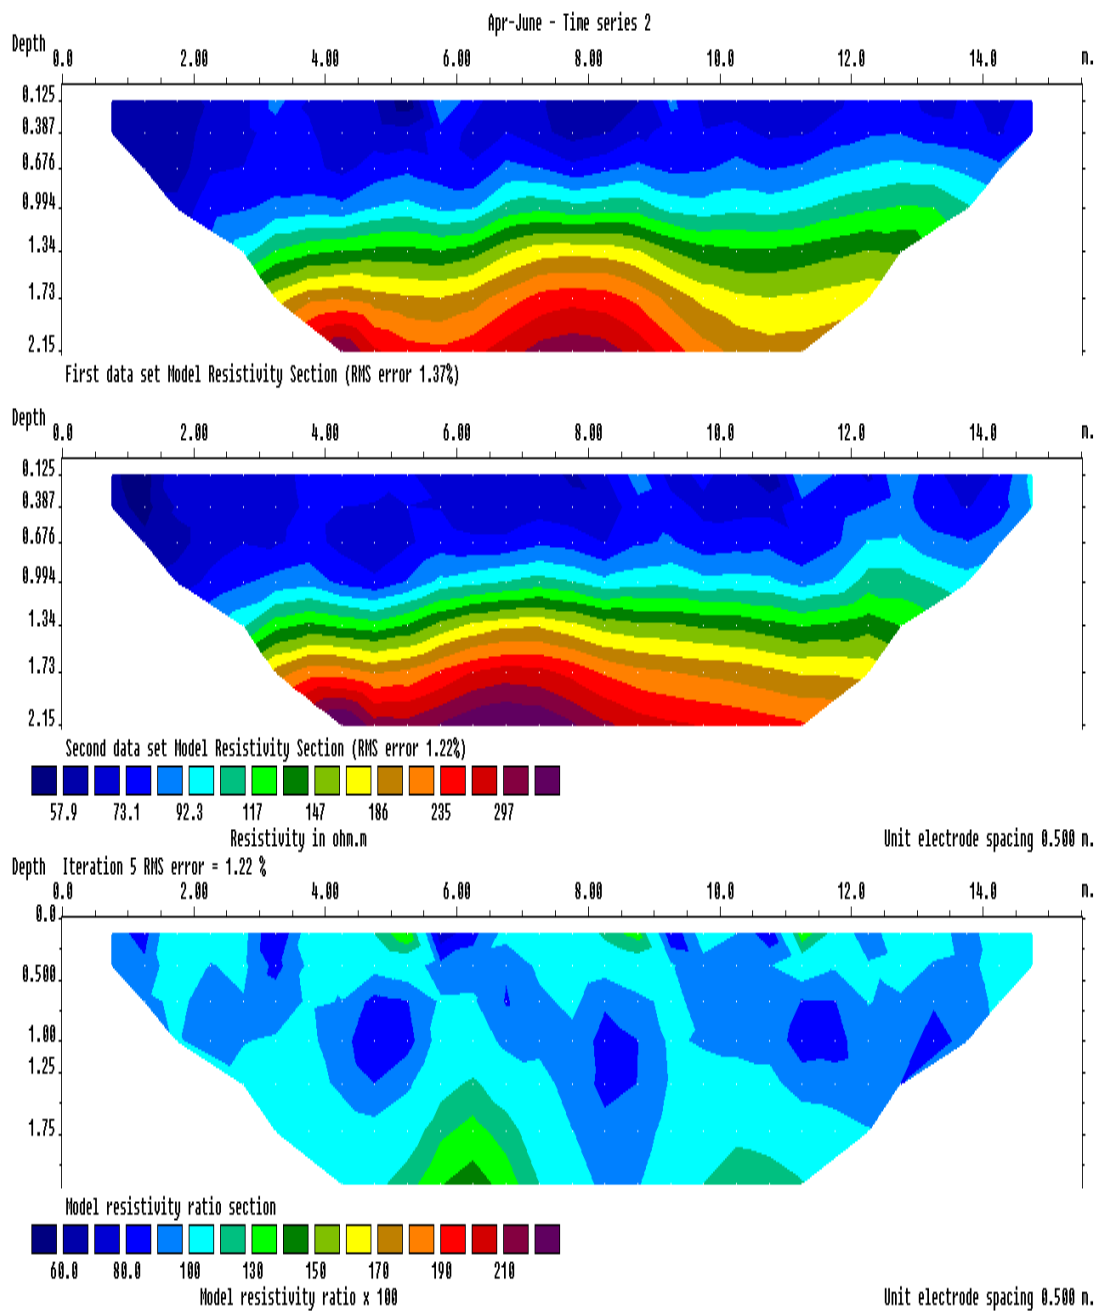 Apr-June - Time series 2
Depth
0.0 2.00 4.00 6.00 8.00 10.0 12.0 14.0 m.
0.125
0.387
0.676
0.994
1.34
1.73
2.15
First data set Model Resistivity Section (RMS error 1.37%)
Depth
0.0 2.00 4.00 6.00 8.00 10.0 12.0 14.0 m.
0.125
0.387
0.676
0.994
1.34
1.73
2.15
Second data set Model Resistivity Section (RMS error 1.22%)
57.9 73.1 92.3 117 147 186 235 297
Resistivity in ohm.m
Unit electrode spacing 0.500 m.
Depth Iteration 5 RMS error = 1.22 %
0.0 2.00 4.00 6.00 8.00 10.0 12.0 14.0 m.
0.0
0.500
1.00
1.25
1.75
Model resistivity ratio section
60.0 80.0 100 130 150 170 190 210
Model resistivity ratio x 100
Unit electrode spacing 0.500 m.